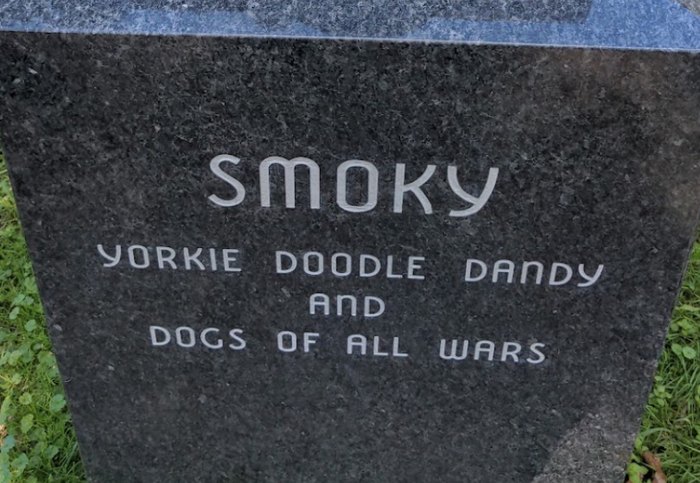 SMOKY
YORKIE DOODLE DANDY
AND
DOGS OF ALL WARS